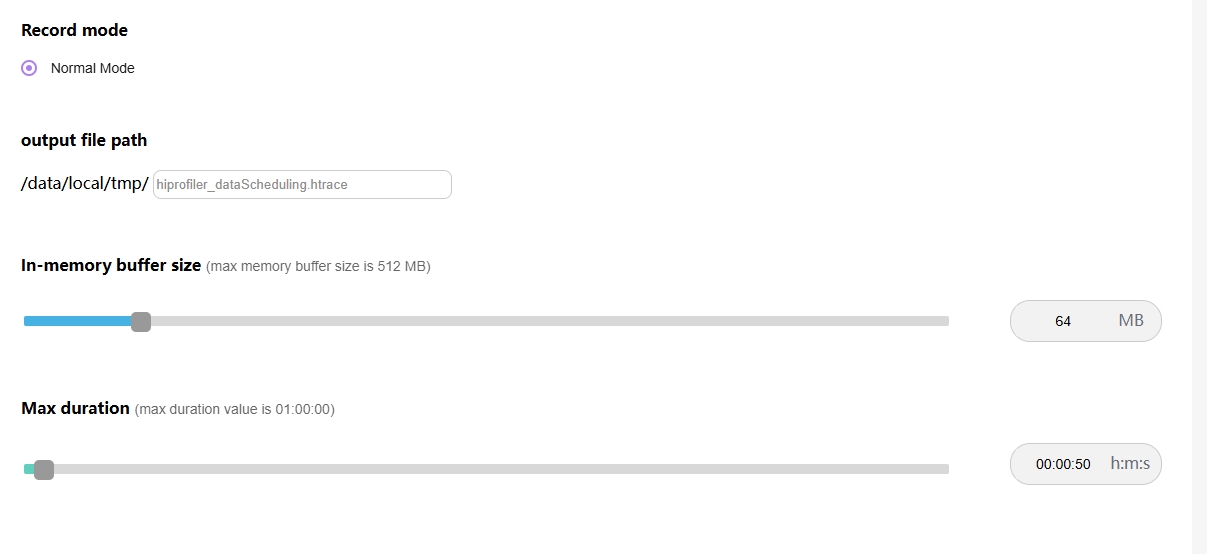 Record mode
Normal Mode
output file path
/data/local/tmp/ hiprofiler_dataScheduling.htrace
In-memory buffer size (max memory buffer size is 512 MB)
64 MB
Max duration (max duration value is 01:00:00)
00:00:50 h:m:s